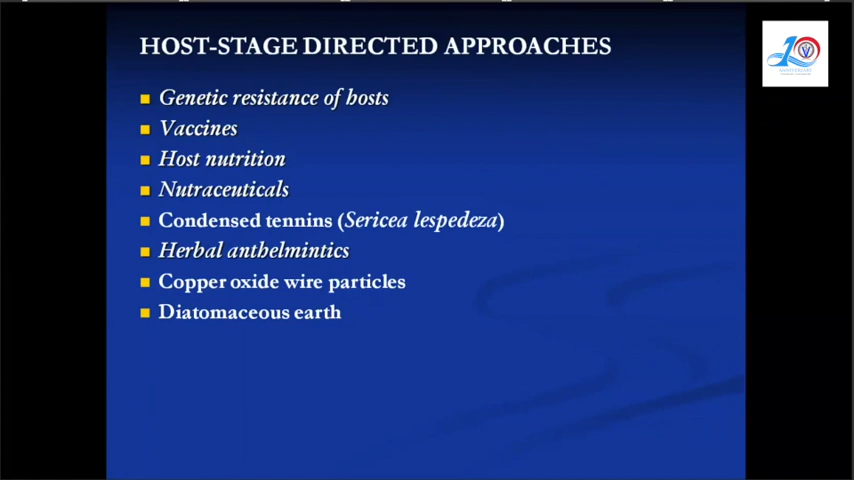 HOST-STAGE DIRECTED APPROACHES
Genetic resistance of hosts
Vaccines
Host nutrition
Nutraceuticals
Condensed tennins (Sericea lespedeza)
Herbal anthelmintics
Copper oxide wire particles
Diatomaceous earth
10